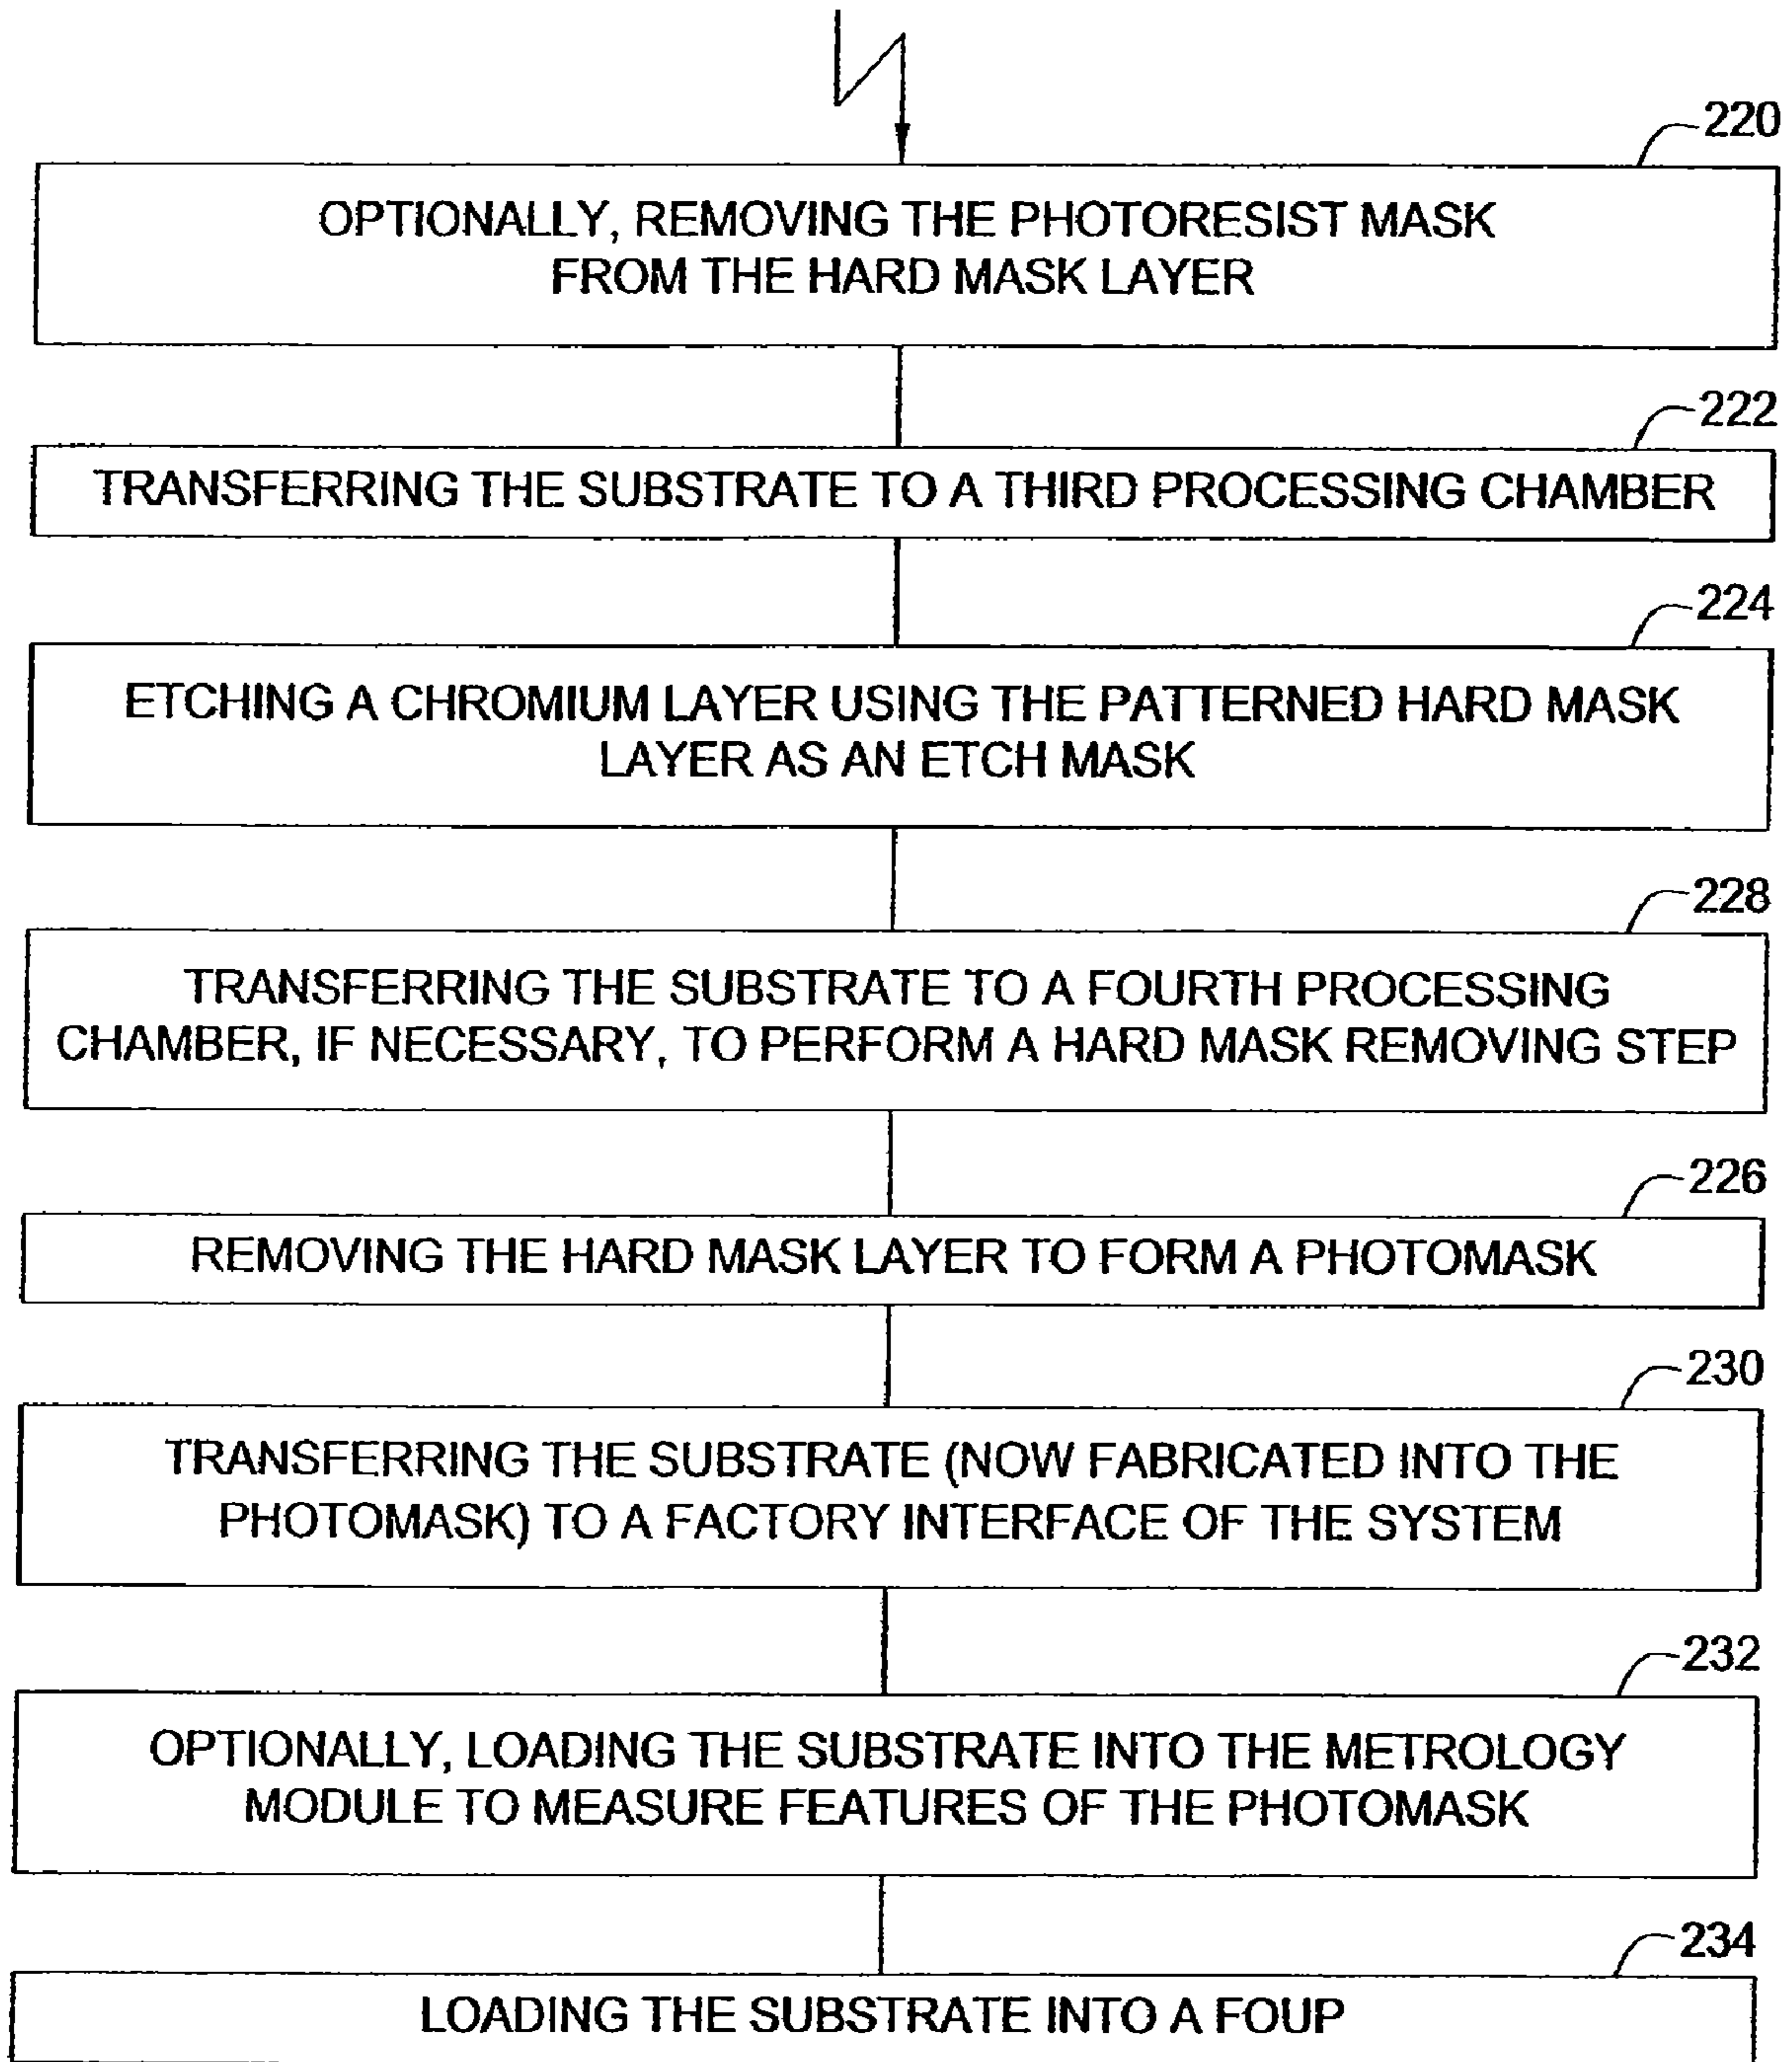 220
OPTIONALLY, REMOVING THE PHOTORESIST MASK
FROM THE HARD MASK LAYER
222
TRANSFERRING THE SUBSTRATE TO A THIRD PROCESSING CHAMBER
224
ETCHING A CHROMIUM LAYER USING THE PATTERNED HARD MASK
LAYER AS AN ETCH MASK
228
TRANSFERRING THE SUBSTRATE TO A FOURTH PROCESSING
CHAMBER, IF NECESSARY, TO PERFORM A HARD MASK REMOVING STEP
226
REMOVING THE HARD MASK LAYER TO FORM A PHOTOMASK
230
TRANSFERRING THE SUBSTRATE (NOW FABRICATED INTO THE
PHOTOMASK) TO A FACTORY INTERFACE OF THE SYSTEM
232
OPTIONALLY, LOADING THE SUBSTRATE INTO THE METROLOGY
MODULE TO MEASURE FEATURES OF THE PHOTOMASK
234
LOADING THE SUBSTRATE INTO A FOUP